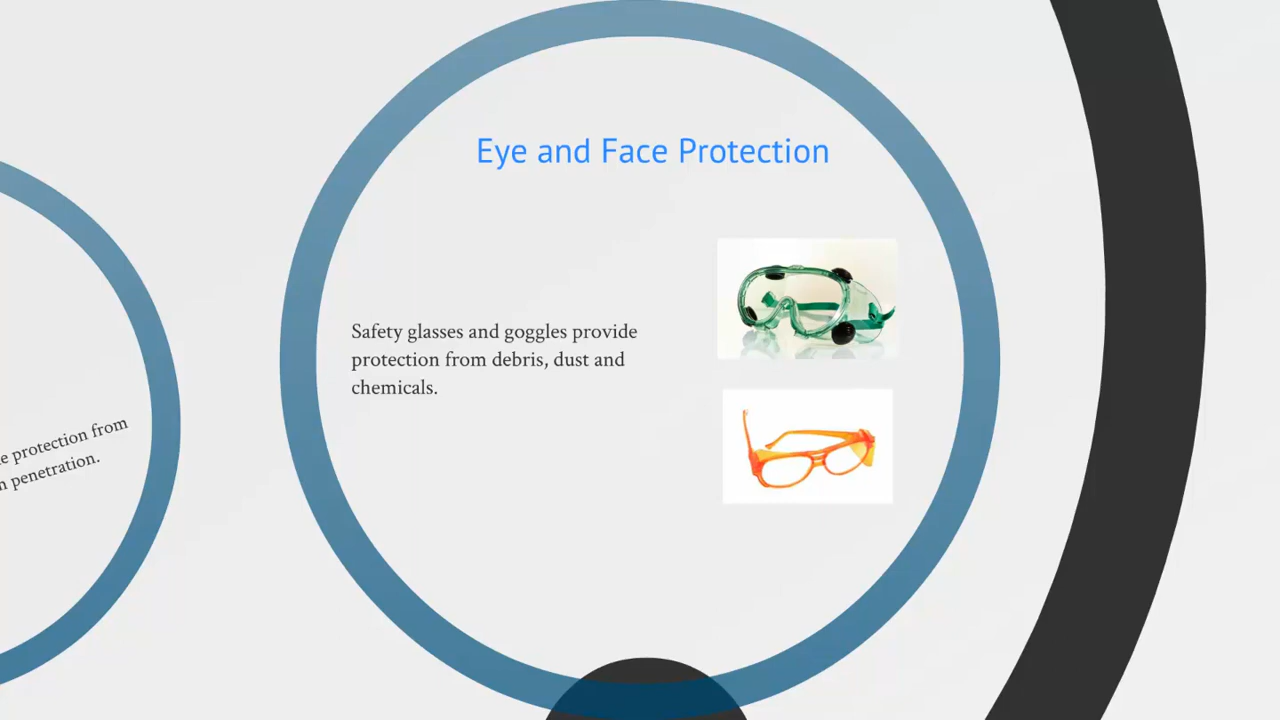 Eye and Face Protection
Safety glasses and goggles provide
protection from debris, dust and
chemicals.
protection from
penetration.